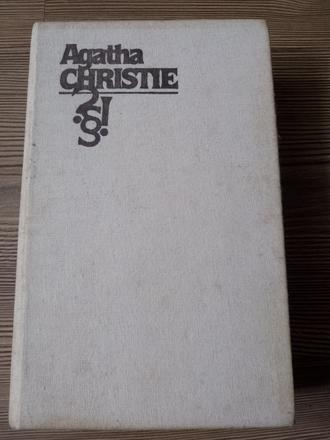 Agatha
CHRISTIE
?!
§